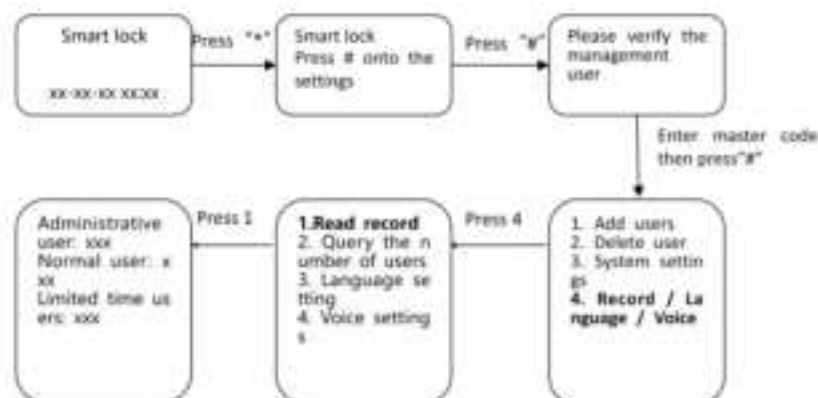 Smart lock
xx-xx-xx xx:xx
Press "*"
Smart lock
Press # onto the
settings
Press "#"
Please verify the
management
user
Enter master code
then press"#"
1. Add users
2. Delete user
3. System settin
gs
4. Record / La
nguage / Voice
Press 4
1.Read record
2. Query the n
umber of users
3. Language se
tting
4. Voice setting
s
Press 1
Administrative
user: xxx
Normal user: x
xx
Limited time us
ers: xxx